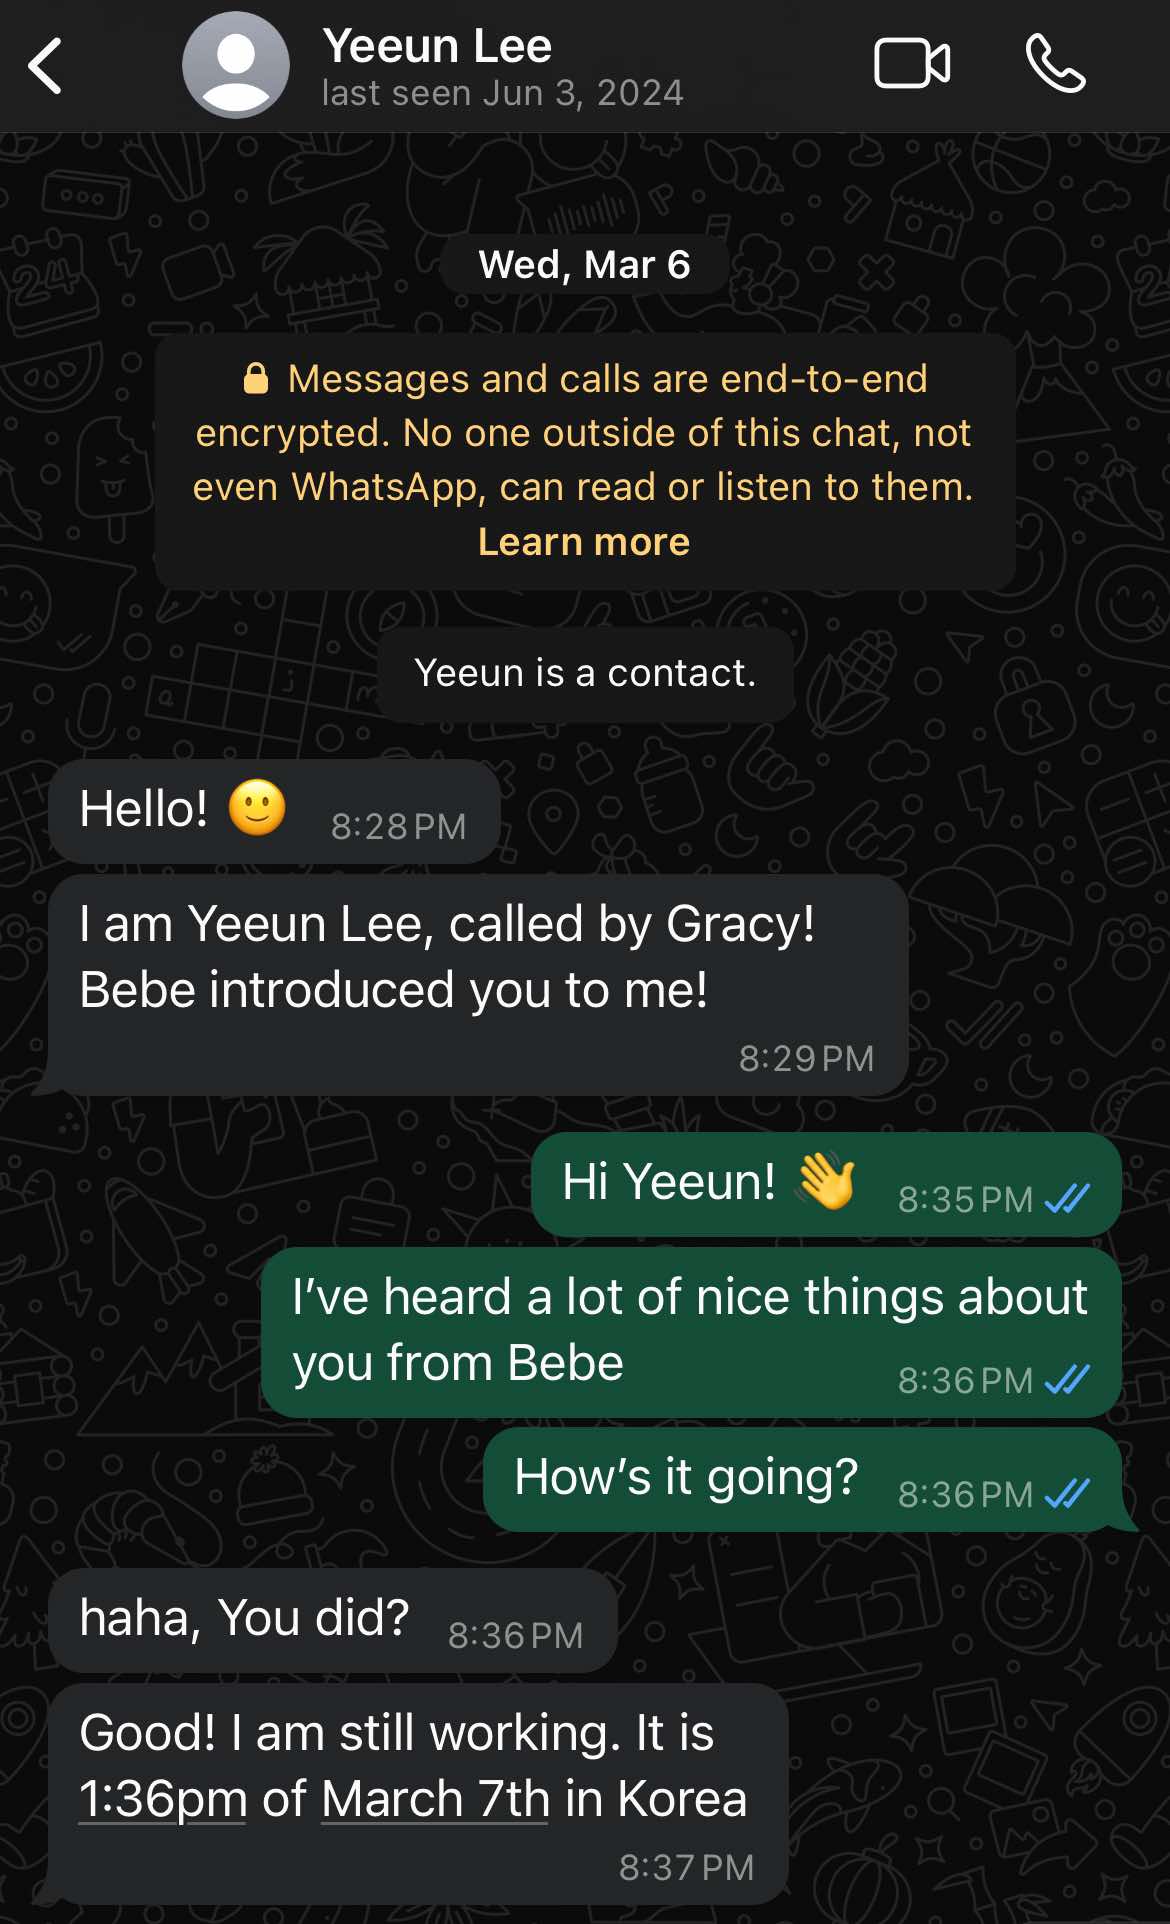 Yeeun Lee
last seen Jun 3, 2024
Wed, Mar 6
Messages and calls are end-to-end
encrypted. No one outside of this chat, not
even WhatsApp, can read or listen to them.
Learn more
Yeeun is a contact.
Hello! 🙂 8:28 PM
I am Yeeun Lee, called by Gracy!
Bebe introduced you to me!
8:29 PM
Hi Yeeun! 👋 8:35 PM
I’ve heard a lot of nice things about
you from Bebe 8:36 PM
How’s it going? 8:36 PM
haha, You did? 8:36 PM
Good! I am still working. It is
1:36pm of March 7th in Korea
8:37 PM